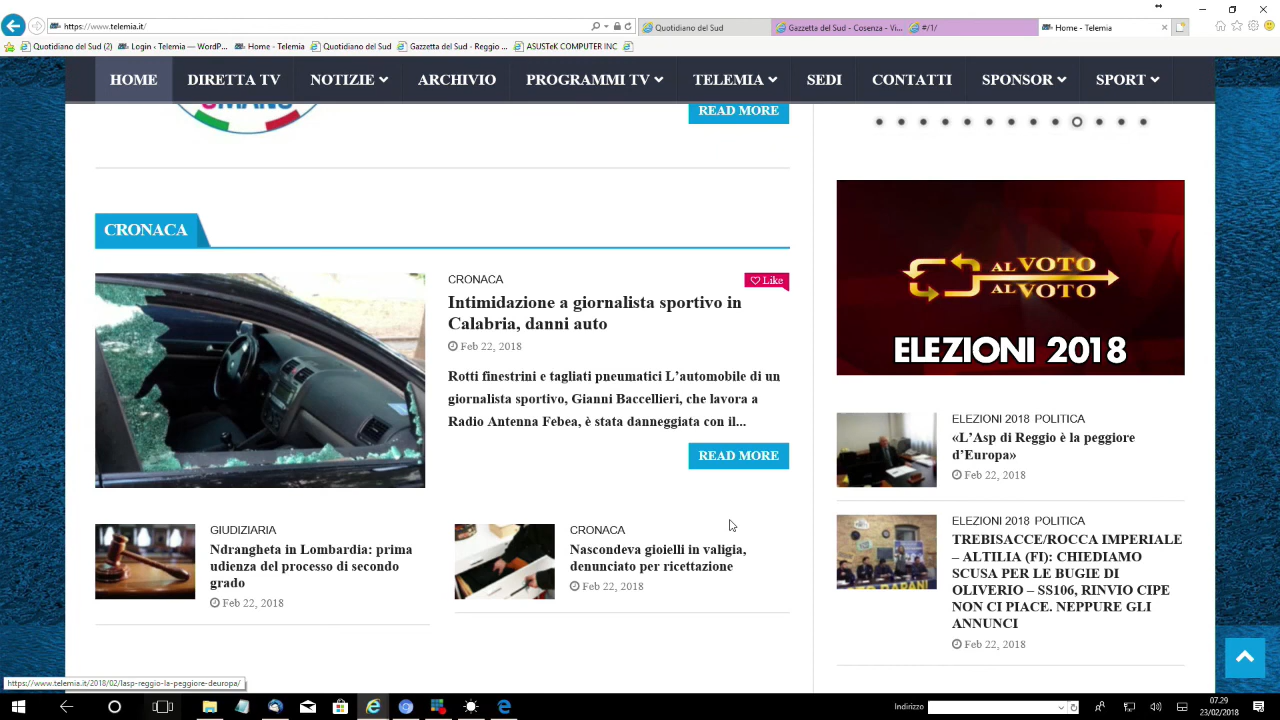 https://www.telemia.it/
Quotidiano del Sud
Gazzetta del Sud - Cosenza - Vi...
#/1/
Home - Telemia
Quotidiano del Sud (2)
Login - Telemia — WordP...
Home - Telemia
Quotidiano del Sud
Gazzetta del Sud - Reggio ...
ASUSTeK COMPUTER INC
HOME
DIRETTA TV
NOTIZIE
ARCHIVIO
PROGRAMMI TV
TELEMIA
SEDI
CONTATTI
SPONSOR
SPORT
READ MORE
CRONACA
CRONACA
Like
Intimidazione a giornalista sportivo in
Calabria, danni auto
Feb 22, 2018
Rotti finestrini e tagliati pneumatici L'automobile di un
giornalista sportivo, Gianni Baccellieri, che lavora a
Radio Antenna Febea, è stata danneggiata con il...
READ MORE
GIUDIZIARIA
Ndrangheta in Lombardia: prima
udienza del processo di secondo
grado
Feb 22, 2018
CRONACA
Nascondeva gioielli in valigia,
denunciato per ricettazione
Feb 22, 2018
AL VOTO
AL VOTO
ELEZIONI 2018
ELEZIONI 2018 POLITICA
«L'Asp di Reggio è la peggiore
d'Europa»
Feb 22, 2018
ELEZIONI 2018 POLITICA
TREBISACCE/ROCCA IMPERIALE
– ALTILIA (FI): CHIEDIAMO
SCUSA PER LE BUGIE DI
OLIVERIO – SS106, RINVIO CIPE
NON CI PIACE. NEPPURE GLI
ANNUNCI
Feb 22, 2018
https://www.telemia.it/2018/02/lasp-reggio-la-peggiore-deuropa/
Indirizzo
07.29
23/02/2018